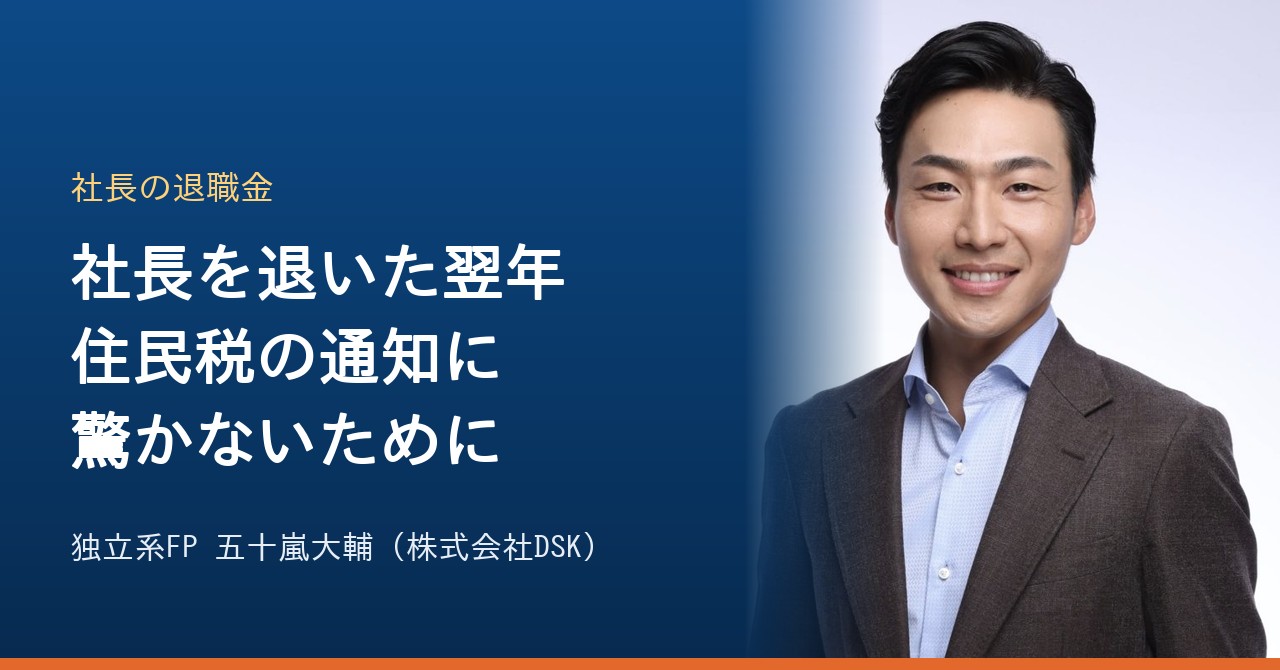 社長の退職金
社長を退いた翌年
住民税の通知に
驚かないために
独立系FP 五十嵐大輔（株式会社DSK）